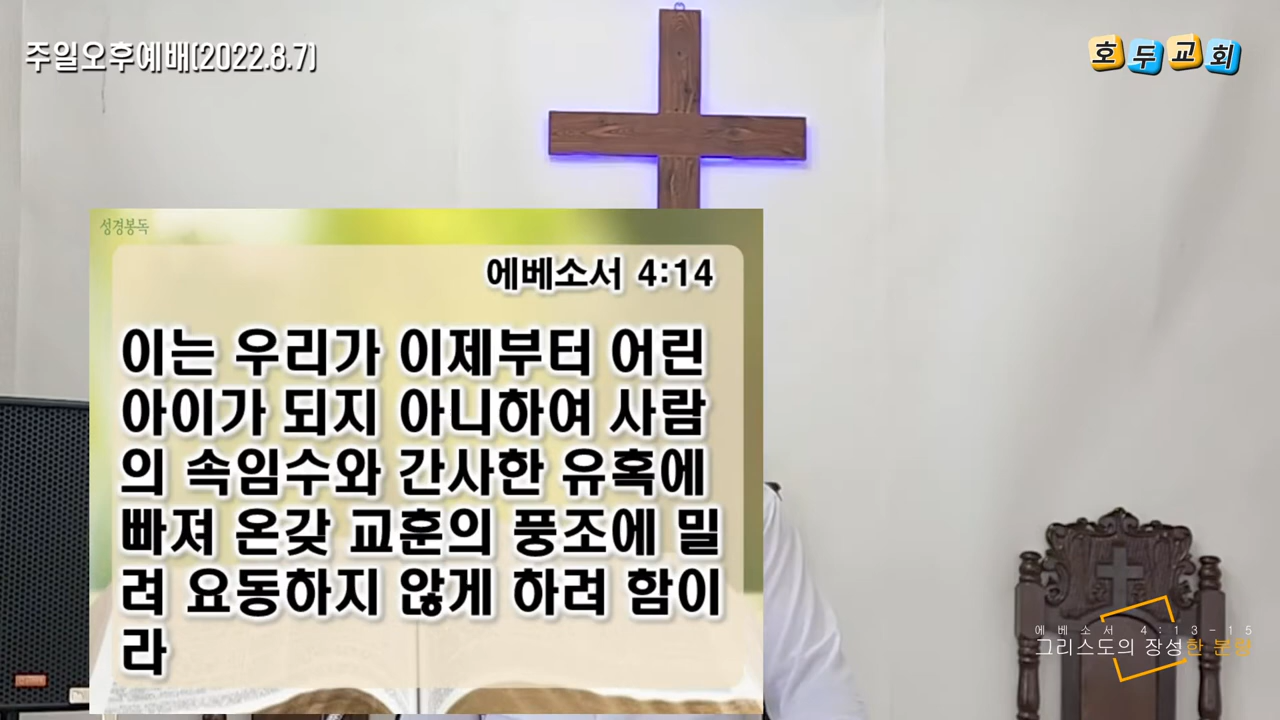 주일오후예배(2022.8.7)
호두교회
성경봉독
에베소서 4:14
이는 우리가 이제부터 어린
아이가 되지 아니하여 사람
의 속임수와 간사한 유혹에
빠져 온갖 교훈의 풍조에 밀
려 요동하지 않게 하려 함이
라
에베소서 4:13-15
그리스도의 장성한 분량